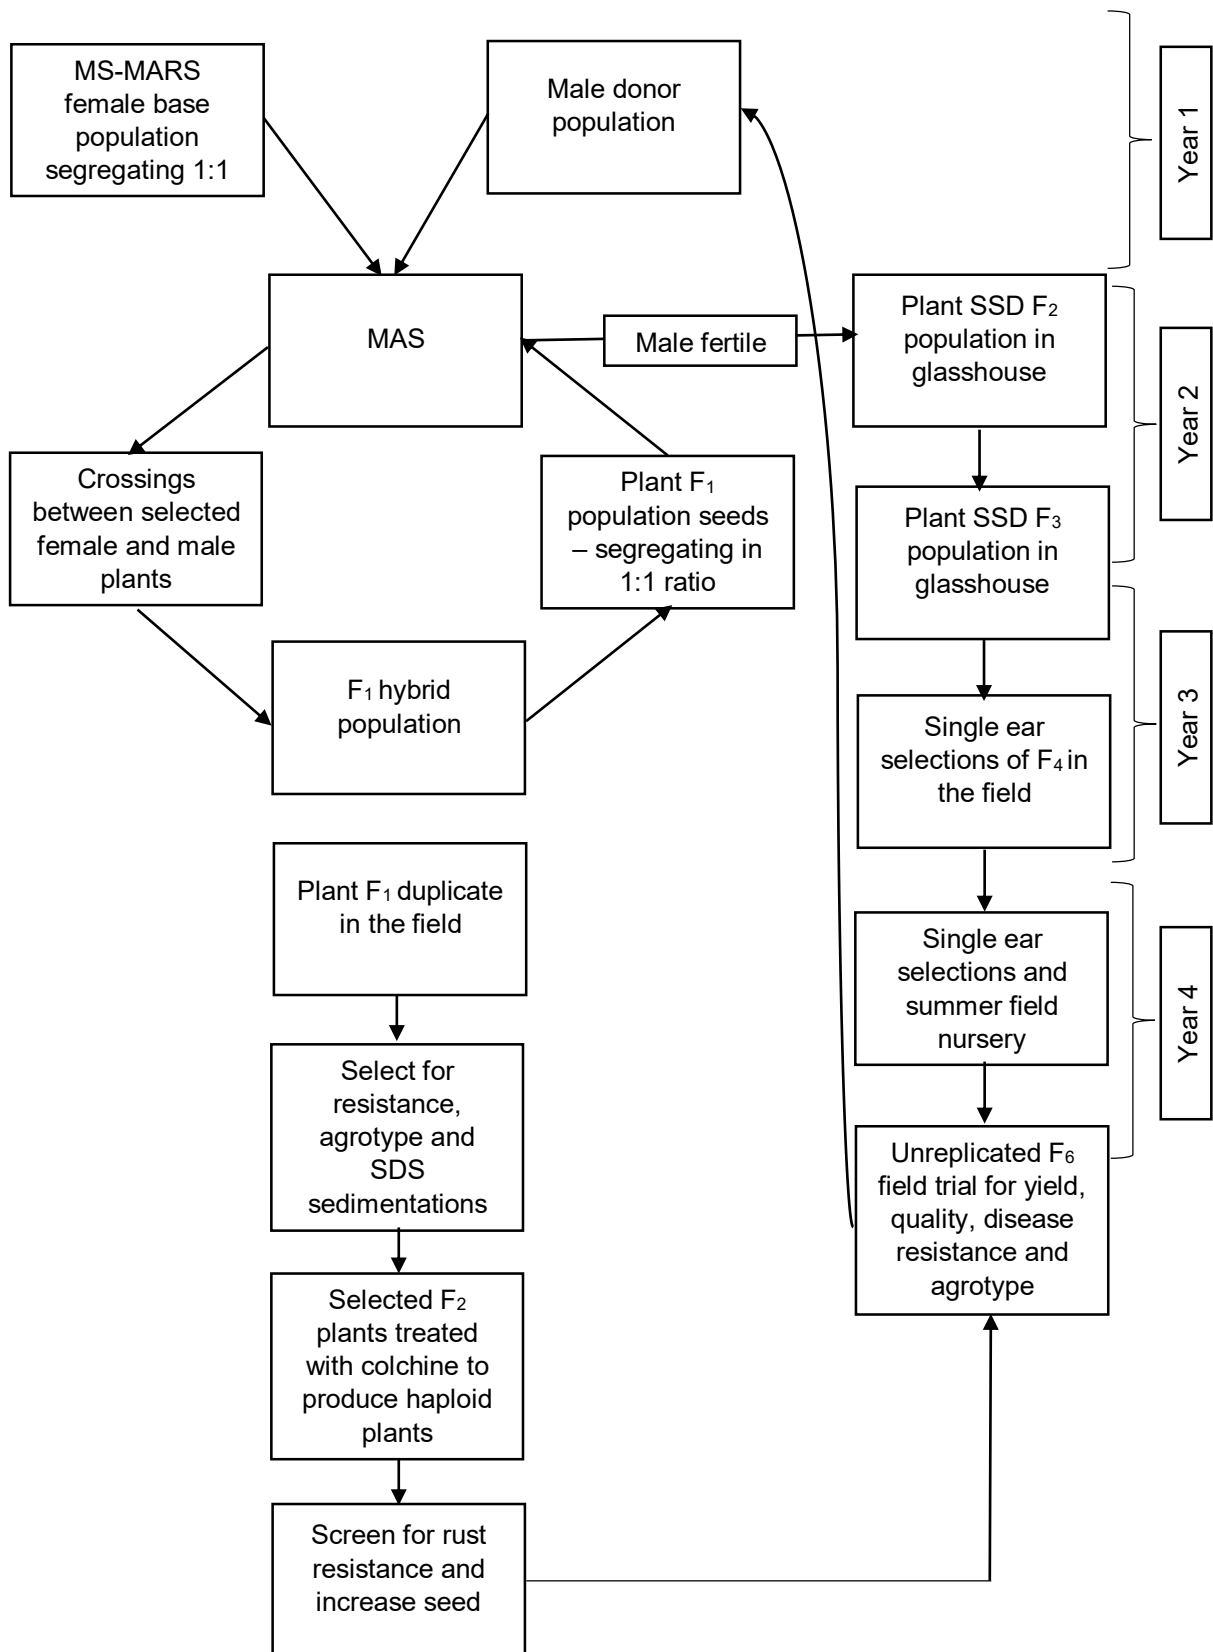 MS-MARS
female base
population
segregating 1:1
Male donor
population
Year 1
MAS
Male fertile
Plant SSD F₂
population in
glasshouse
Year 2
Crossings
between selected
female and male
plants
Plant F₁
population seeds
– segregating in
1:1 ratio
Plant SSD F₃
population in
glasshouse
F₁ hybrid
population
Single ear
selections of F₄ in
the field
Year 3
Plant F₁ duplicate
in the field
Single ear
selections and
summer field
nursery
Year 4
Select for
resistance,
agrotype and
SDS
sedimentations
Unreplicated F₆
field trial for yield,
quality, disease
resistance and
agrotype
Selected F₂
plants treated
with colchine to
produce haploid
plants
Screen for rust
resistance and
increase seed